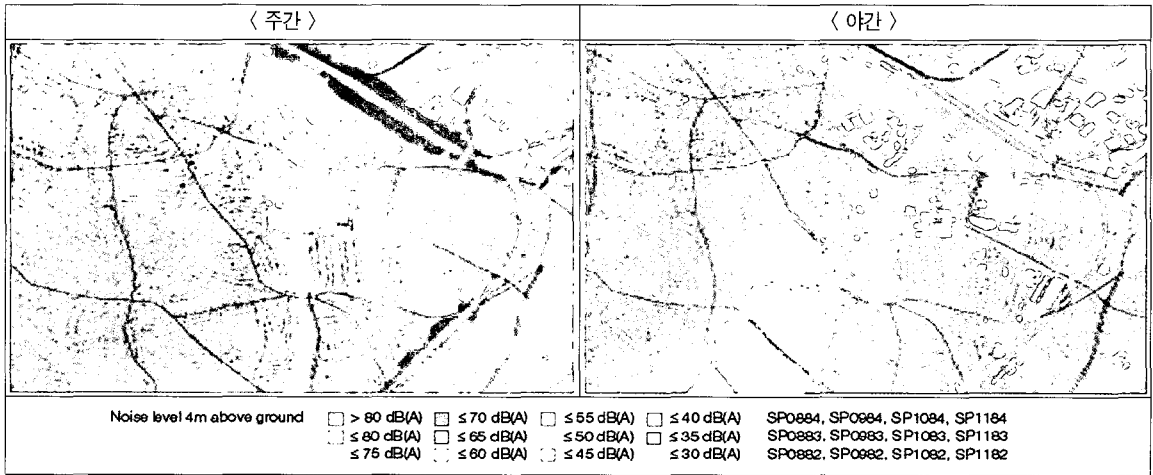 〈 주간 〉
〈 야간 〉
Noise level 4m above ground > 80 dB(A) ≤70 dB(A) ≤55 dB(A) ≤40 dB(A) SP0884, SP0984, SP1084, SP1184
≤80 dB(A) ≤65 dB(A) ≤50 dB(A) ≤35 dB(A) SP0883, SP0983, SP1083, SP1183
≤75 dB(A) ≤60 dB(A) ≤45 dB(A) ≤30 dB(A) SP0882, SP0982, SP1082, SP1182